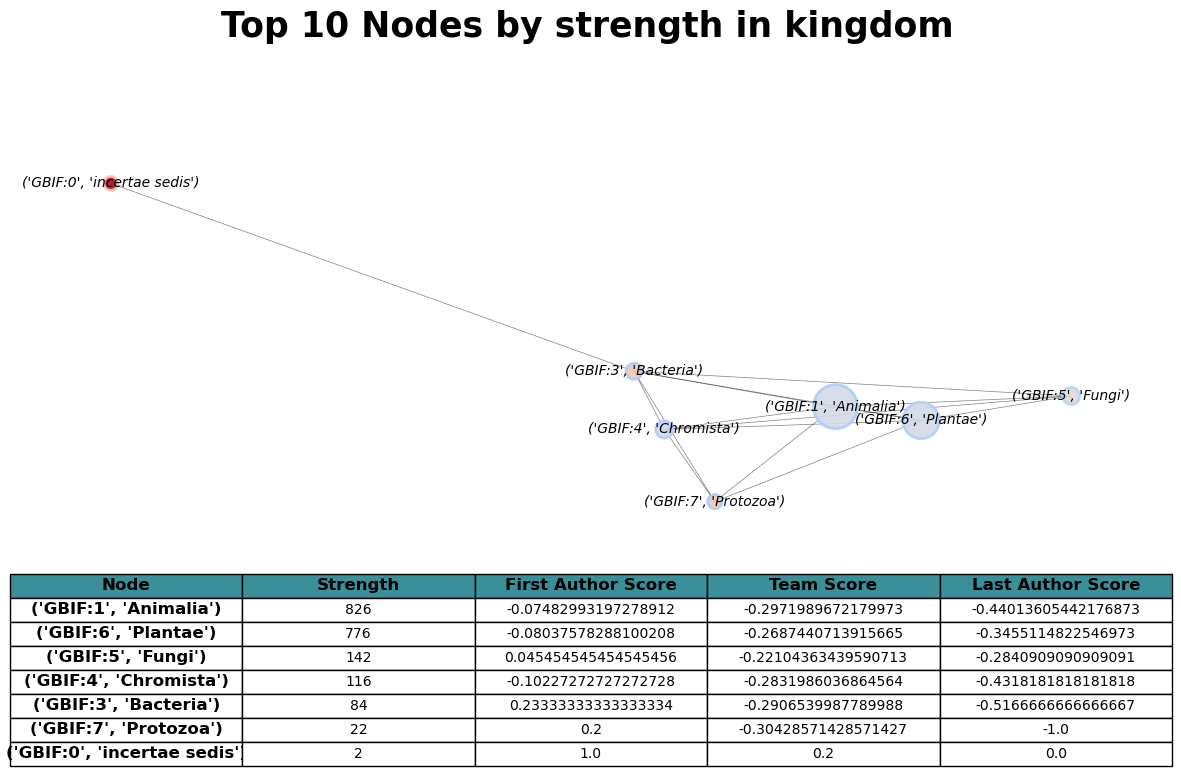 Top 10 Nodes by strength in kingdom
('GBIF:0', 'incertae sedis')
('GBIF:3', 'Bacteria')
('GBIF:5', 'Fungi')
('GBIF:1', 'Animalia')
('GBIF:6', 'Plantae')
('GBIF:4', 'Chromista')
('GBIF:7', 'Protozoa')
Node Strength First Author Score Team Score Last Author Score
('GBIF:1', 'Animalia') 826 -0.07482993197278912 -0.2971989672179973 -0.44013605442176873
('GBIF:6', 'Plantae') 776 -0.08037578288100208 -0.2687440713915665 -0.3455114822546973
('GBIF:5', 'Fungi') 142 0.045454545454545456 -0.22104363439590713 -0.2840909090909091
('GBIF:4', 'Chromista') 116 -0.10227272727272728 -0.2831986036864564 -0.4318181818181818
('GBIF:3', 'Bacteria') 84 0.23333333333333334 -0.2906539987789988 -0.5166666666666667
('GBIF:7', 'Protozoa') 22 0.2 -0.30428571428571427 -1.0
('GBIF:0', 'incertae sedis') 2 1.0 0.2 0.0